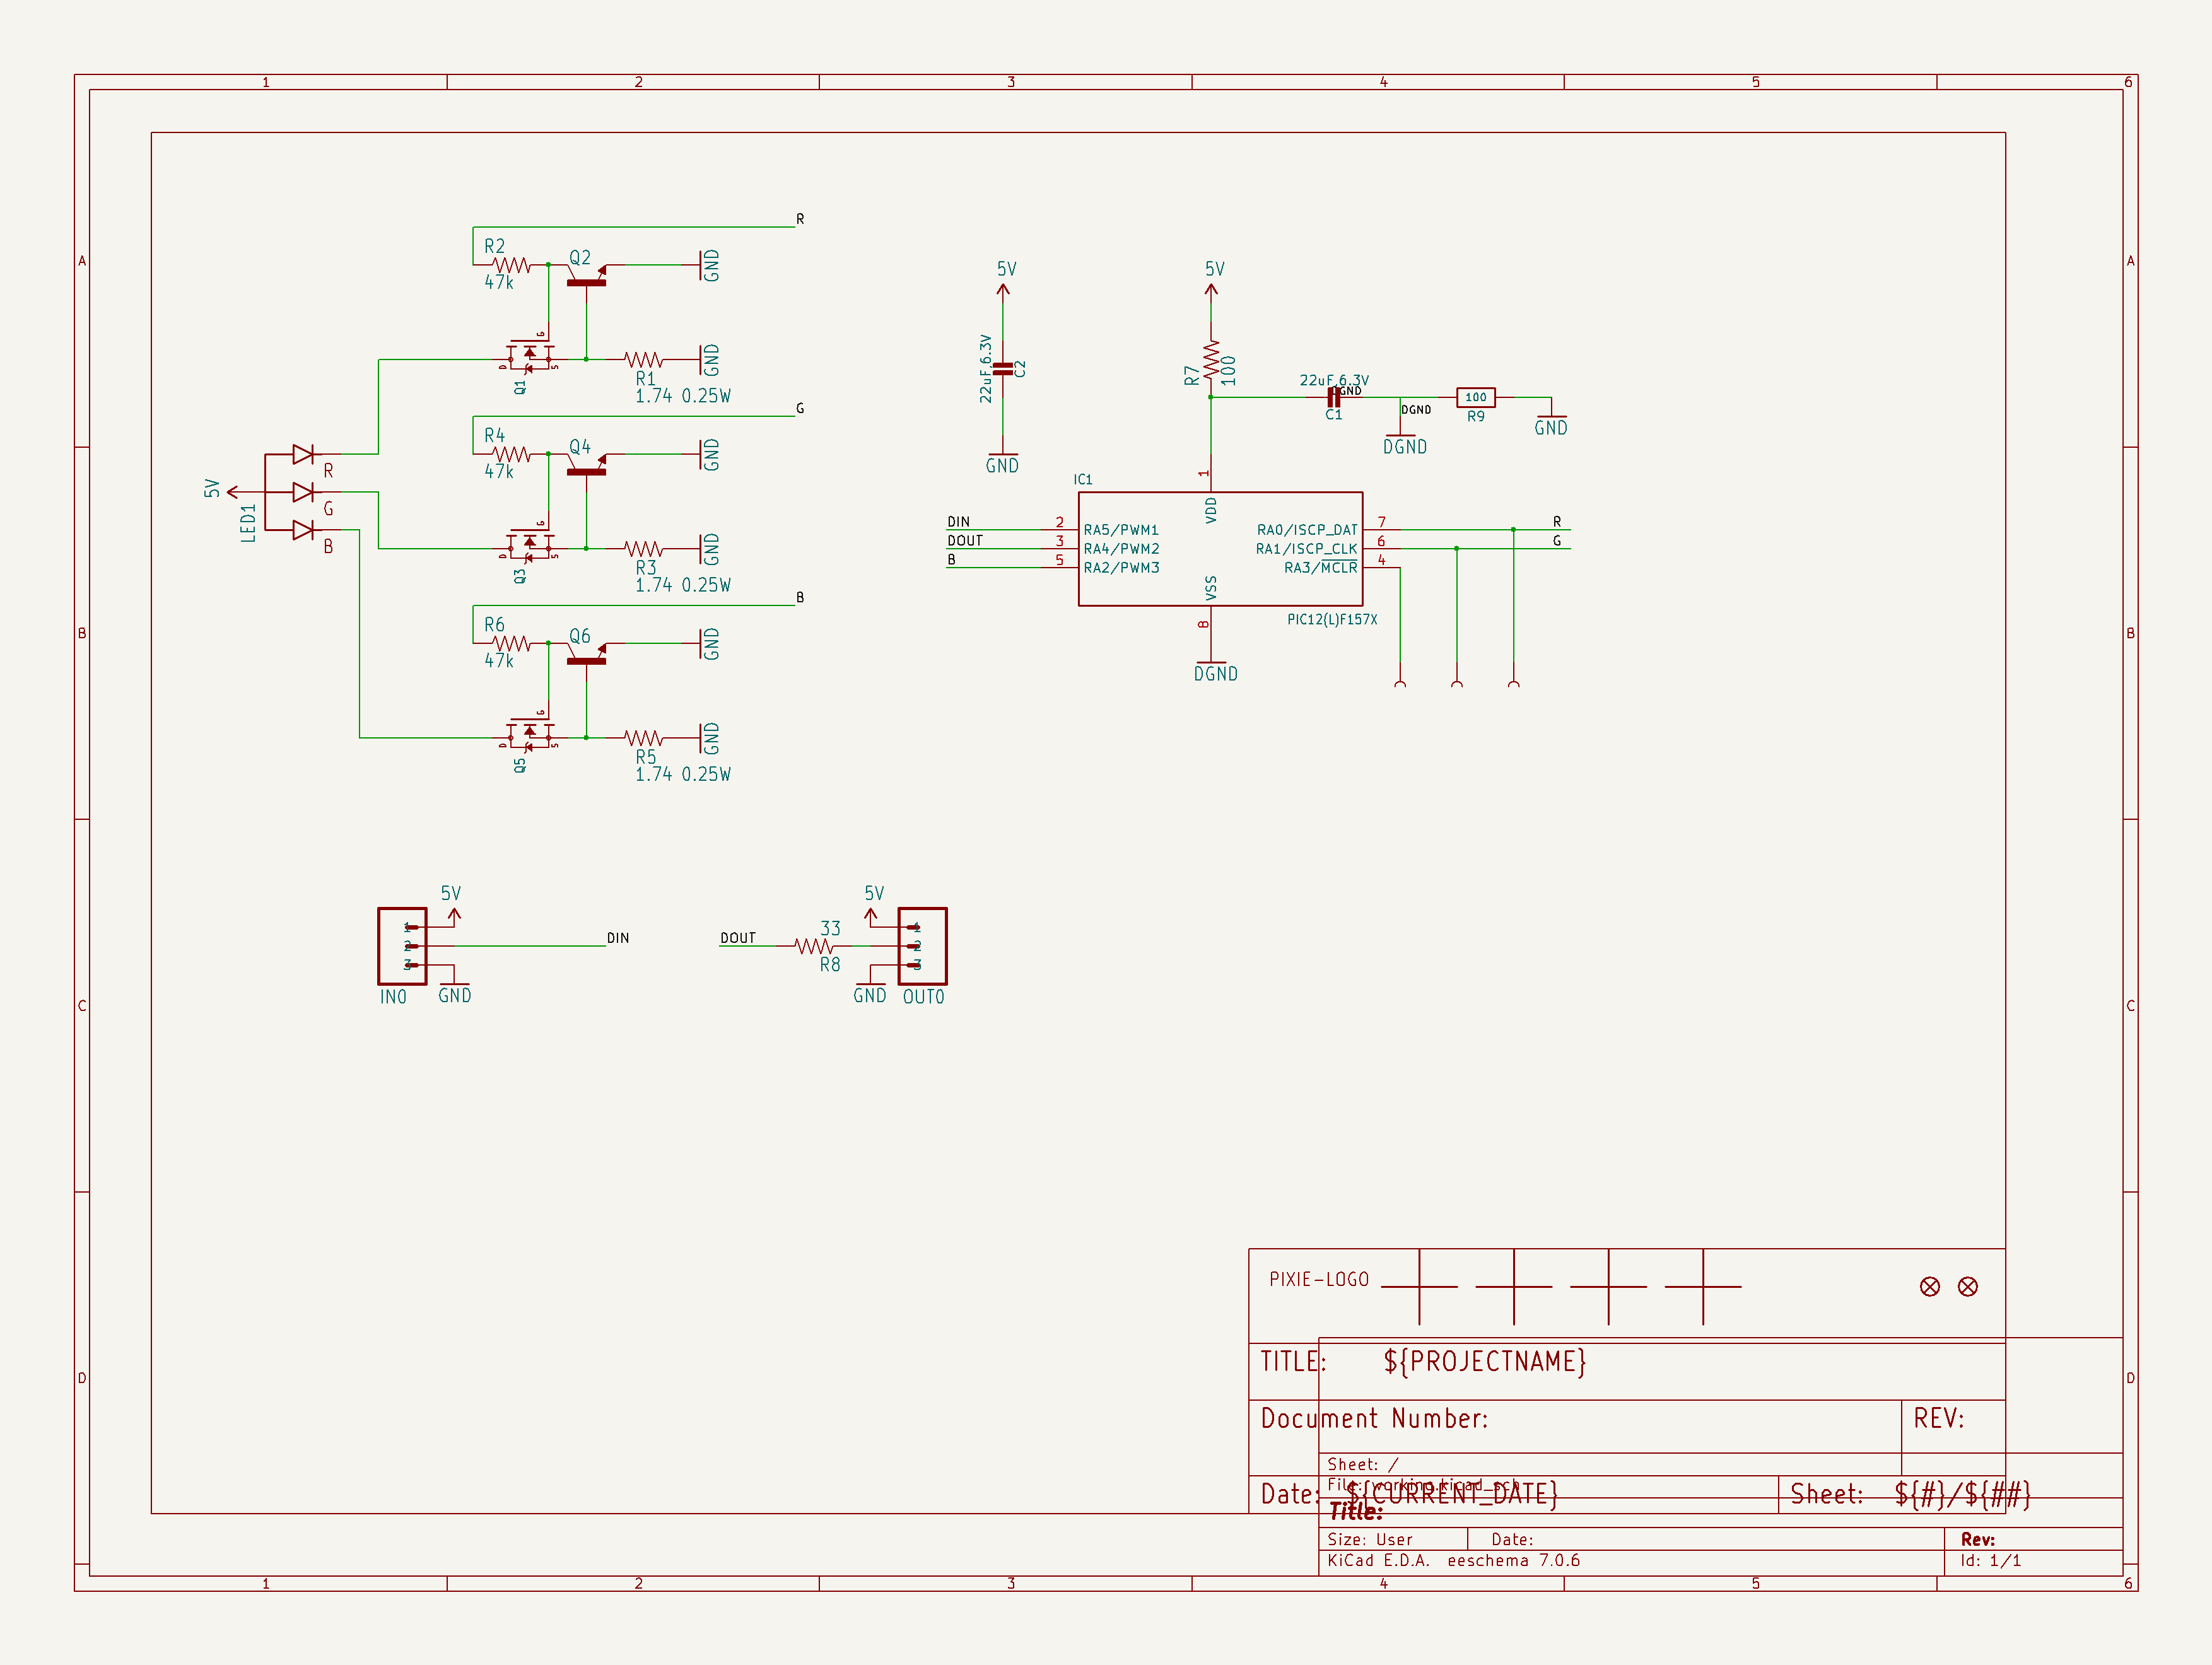 1 2 3 4 5 6
A A
R
R2
47k
Q2
GND
G
D
S
Q1
GND
R1
1.74 0.25W
G
R4
47k
Q4
GND
G
D
S
Q3
GND
R3
1.74 0.25W
B
R6
47k
Q6
GND
G
D
S
Q5
GND
R5
1.74 0.25W
5V
LED1
R
G
B
5V
22uF,6.3V
C2
GND
5V
R7
100
22uF,6.3V
DGND
C1
DGND
DGND
100
R9
GND
IC1
1
VDD
DIN 2 RA5/PWM1
DOUT 3 RA4/PWM2
B 5 RA2/PWM3
RA0/ISCP_DAT 7 R
RA1/ISCP_CLK 6 G
RA3/MCLR 4
VSS
8
PIC12(L)F157X
DGND
B B
5V
1
2
3
DIN
IN0
GND
DOUT
33
R8
5V
1
2
3
GND
OUT0
C C
PIXIE-LOGO
TITLE: ${PROJECTNAME}
D D
Document Number: REV:
Sheet: /
File: working.kicad_sch
Date: ${CURRENT_DATE} Sheet: ${#}/${##}
Title:
Size: User Date: Rev:
KiCad E.D.A. eeschema 7.0.6 Id: 1/1
1 2 3 4 5 6